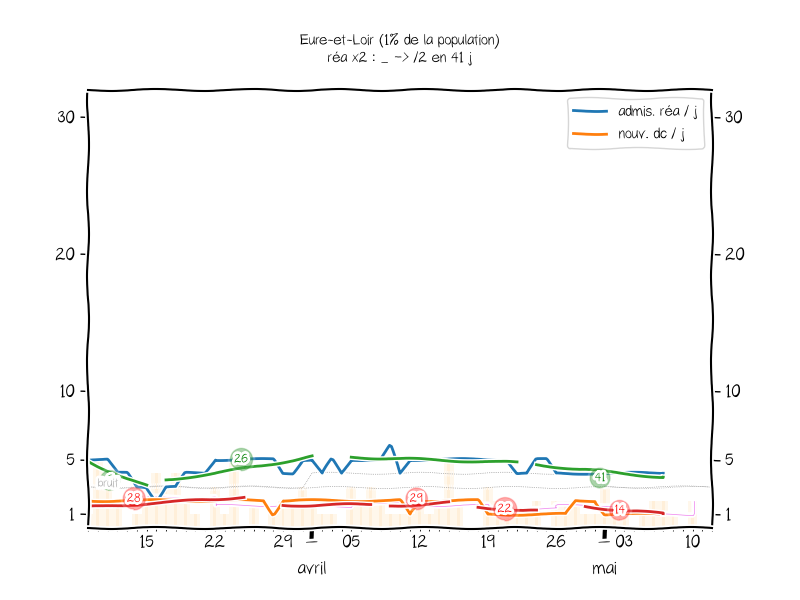 Eure-et-Loir (1% de la population)
réa x2 : _ -> /2 en 41 j
admis. réa / j
nouv. dc / j
30
30
20
20
10
10
5
5
1
1
bruit
28
26
29
22
41
14
15 22 29 05 12 19 26 03 10
avril mai